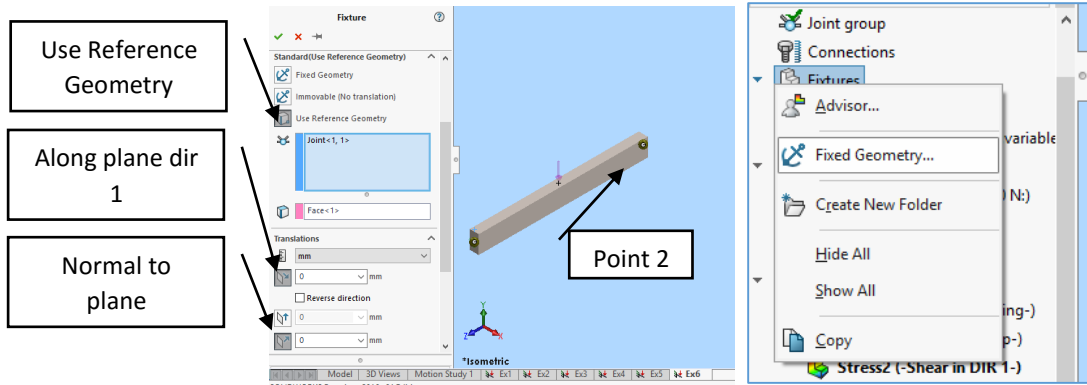 Use Reference
Geometry
Along plane dir
1
Normal to
plane
Fixture
Standard(Use Reference Geometry)
Fixed Geometry
Immovable (No translation)
Use Reference Geometry
Joint<1, 1>
Face<1>
Translations
mm
0
mm
Reverse direction
0
mm
0
mm
Point 2
Y
Z
X
*Isometric
Model
3D Views
Motion Study 1
Ex1
Ex2
Ex3
Ex4
Ex5
Ex6
Joint group
Connections
Fixtures
Advisor...
variable
Fixed Geometry...
N:)
Create New Folder
Hide All
Show All
ing-)
Copy
p-)
Stress2 (-Shear in DIR 1-)